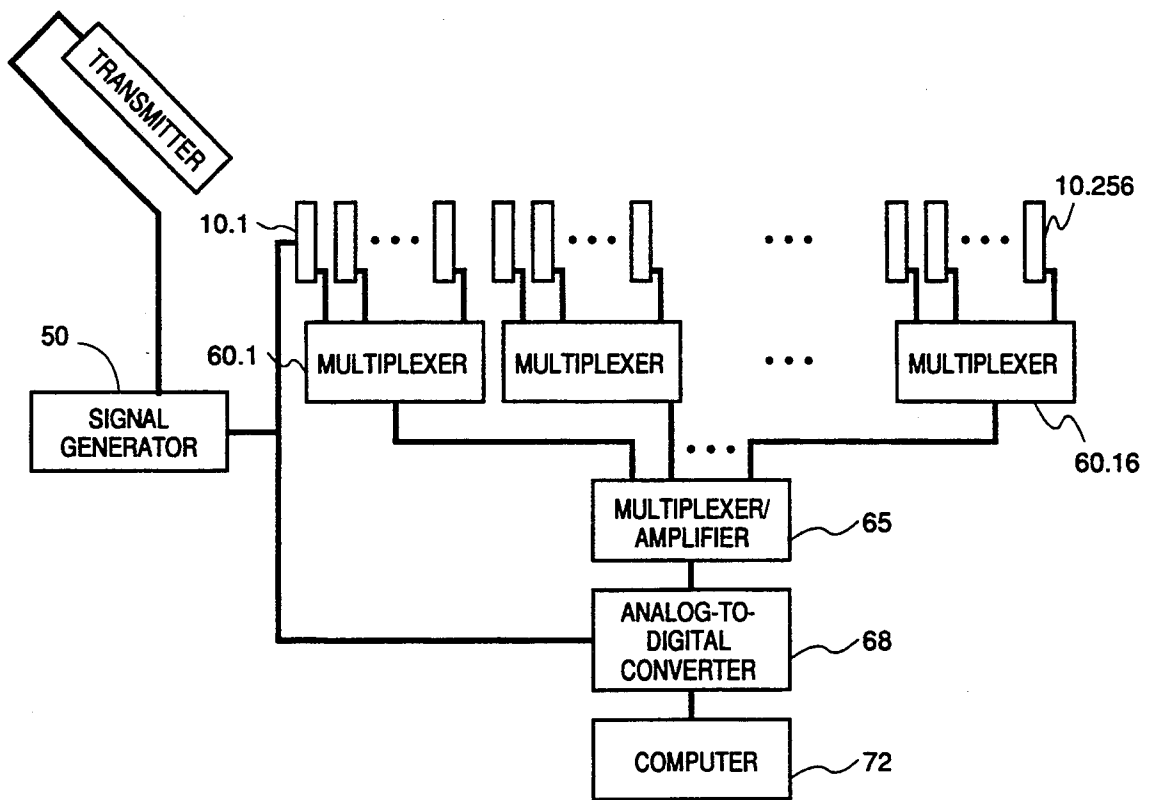 TRANSMITTER
10.1
10.256
50
60.1
MULTIPLEXER
MULTIPLEXER
MULTIPLEXER
SIGNAL
GENERATOR
60.16
MULTIPLEXER/
AMPLIFIER
65
ANALOG-TO-
DIGITAL
CONVERTER
68
COMPUTER
72